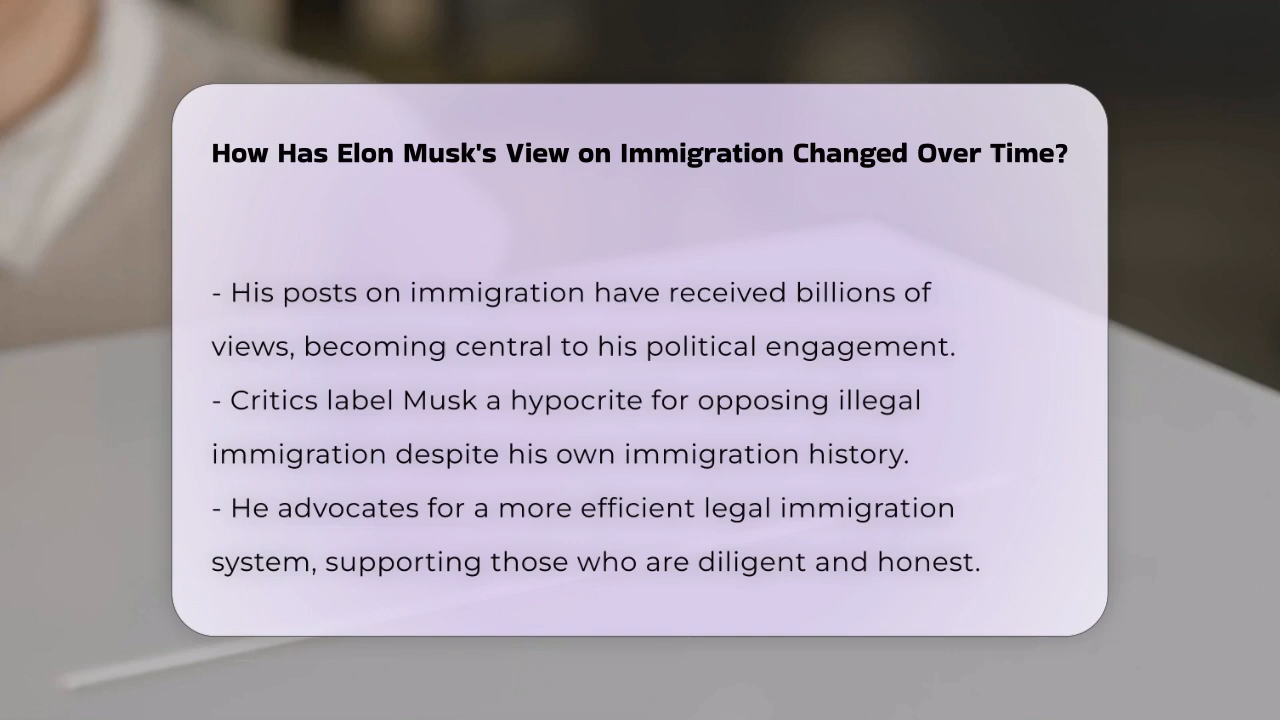 How Has Elon Musk's View on Immigration Changed Over Time?
- His posts on immigration have received billions of
views, becoming central to his political engagement.
- Critics label Musk a hypocrite for opposing illegal
immigration despite his own immigration history.
- He advocates for a more efficient legal immigration
system, supporting those who are diligent and honest.